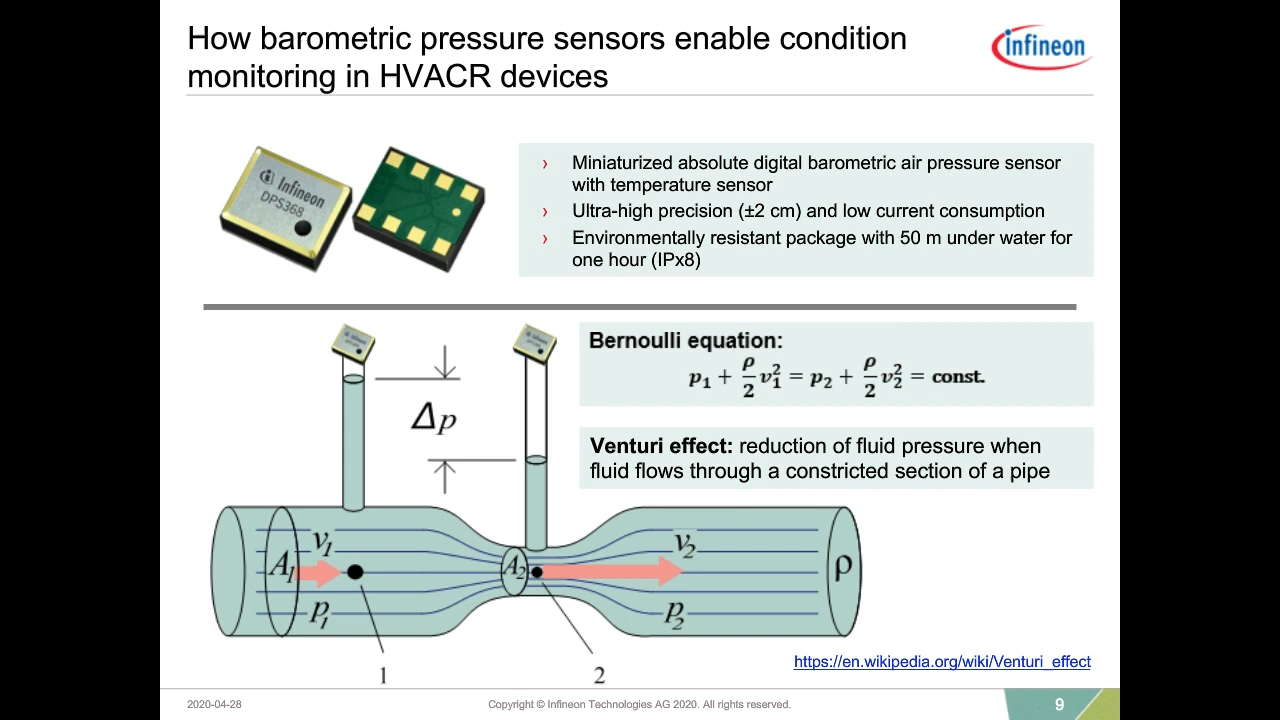 How barometric pressure sensors enable condition
monitoring in HVACR devices
infineon
Infineon
DPS368
› Miniaturized absolute digital barometric air pressure sensor
with temperature sensor
› Ultra-high precision (±2 cm) and low current consumption
› Environmentally resistant package with 50 m under water for
one hour (IPx8)
Bernoulli equation:
p₁ + ρ/2 v₁² = p₂ + ρ/2 v₂² = const.
Venturi effect: reduction of fluid pressure when
fluid flows through a constricted section of a pipe
Δp
A₁
v₁
p₁
A₂
v₂
p₂
ρ
1
2
https://en.wikipedia.org/wiki/Venturi_effect
2020-04-28
Copyright © Infineon Technologies AG 2020. All rights reserved.
9